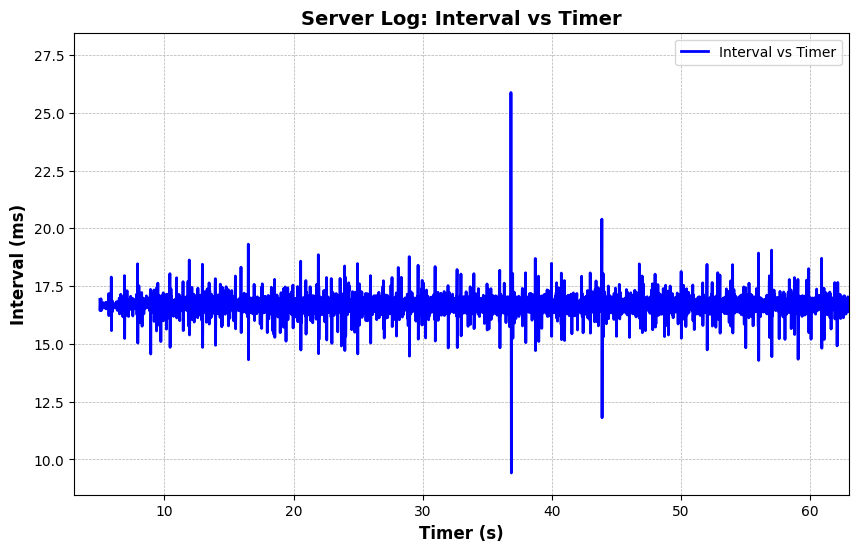 Server Log: Interval vs Timer
Interval vs Timer
27.5
25.0
22.5
20.0
17.5
15.0
12.5
10.0
Interval (ms)
10 20 30 40 50 60
Timer (s)